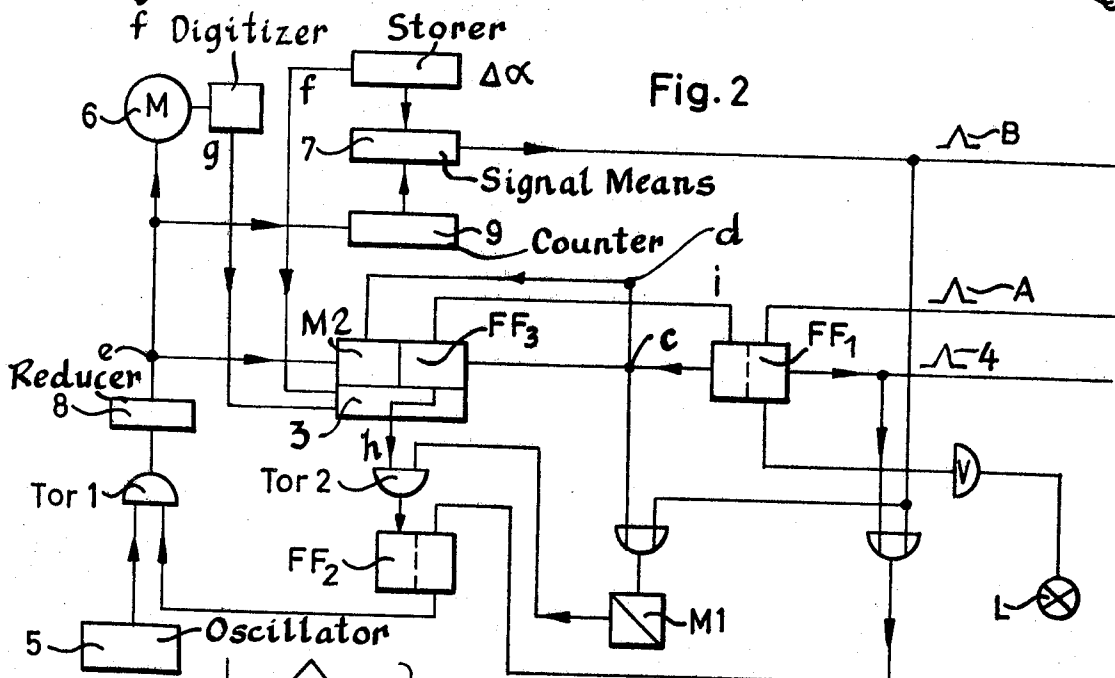 f Digitizer
Storer
f
Δα
Fig. 2
M
6
g
7
B
Signal Means
9
Counter
d
i
A
M2
FF3
c
FF1
e
4
Reducer
8
3
h
V
Tor 1
Tor 2
FF2
L
M1
5
Oscillator